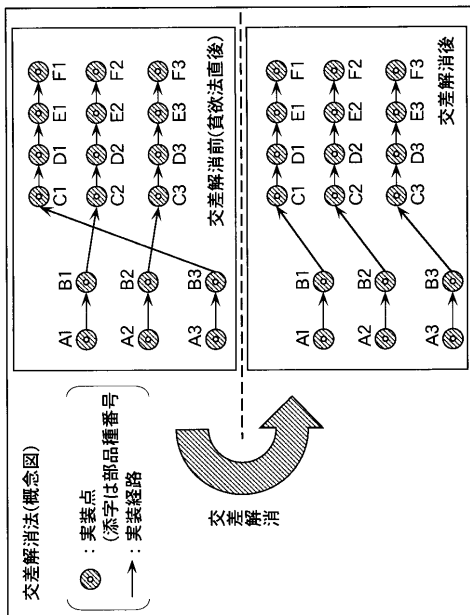 交差解消法(概念図)
：実装点
(添字は部品種番号)
：実装経路
交差解消
A1 B1 C1 D1 E1 F1
A2 B2 C2 D2 E2 F2
A3 B3 C3 D3 E3 F3
交差解消前(貪欲法直後)
A1 B1 C1 D1 E1 F1
A2 B2 C2 D2 E2 F2
A3 B3 C3 D3 E3 F3
交差解消後